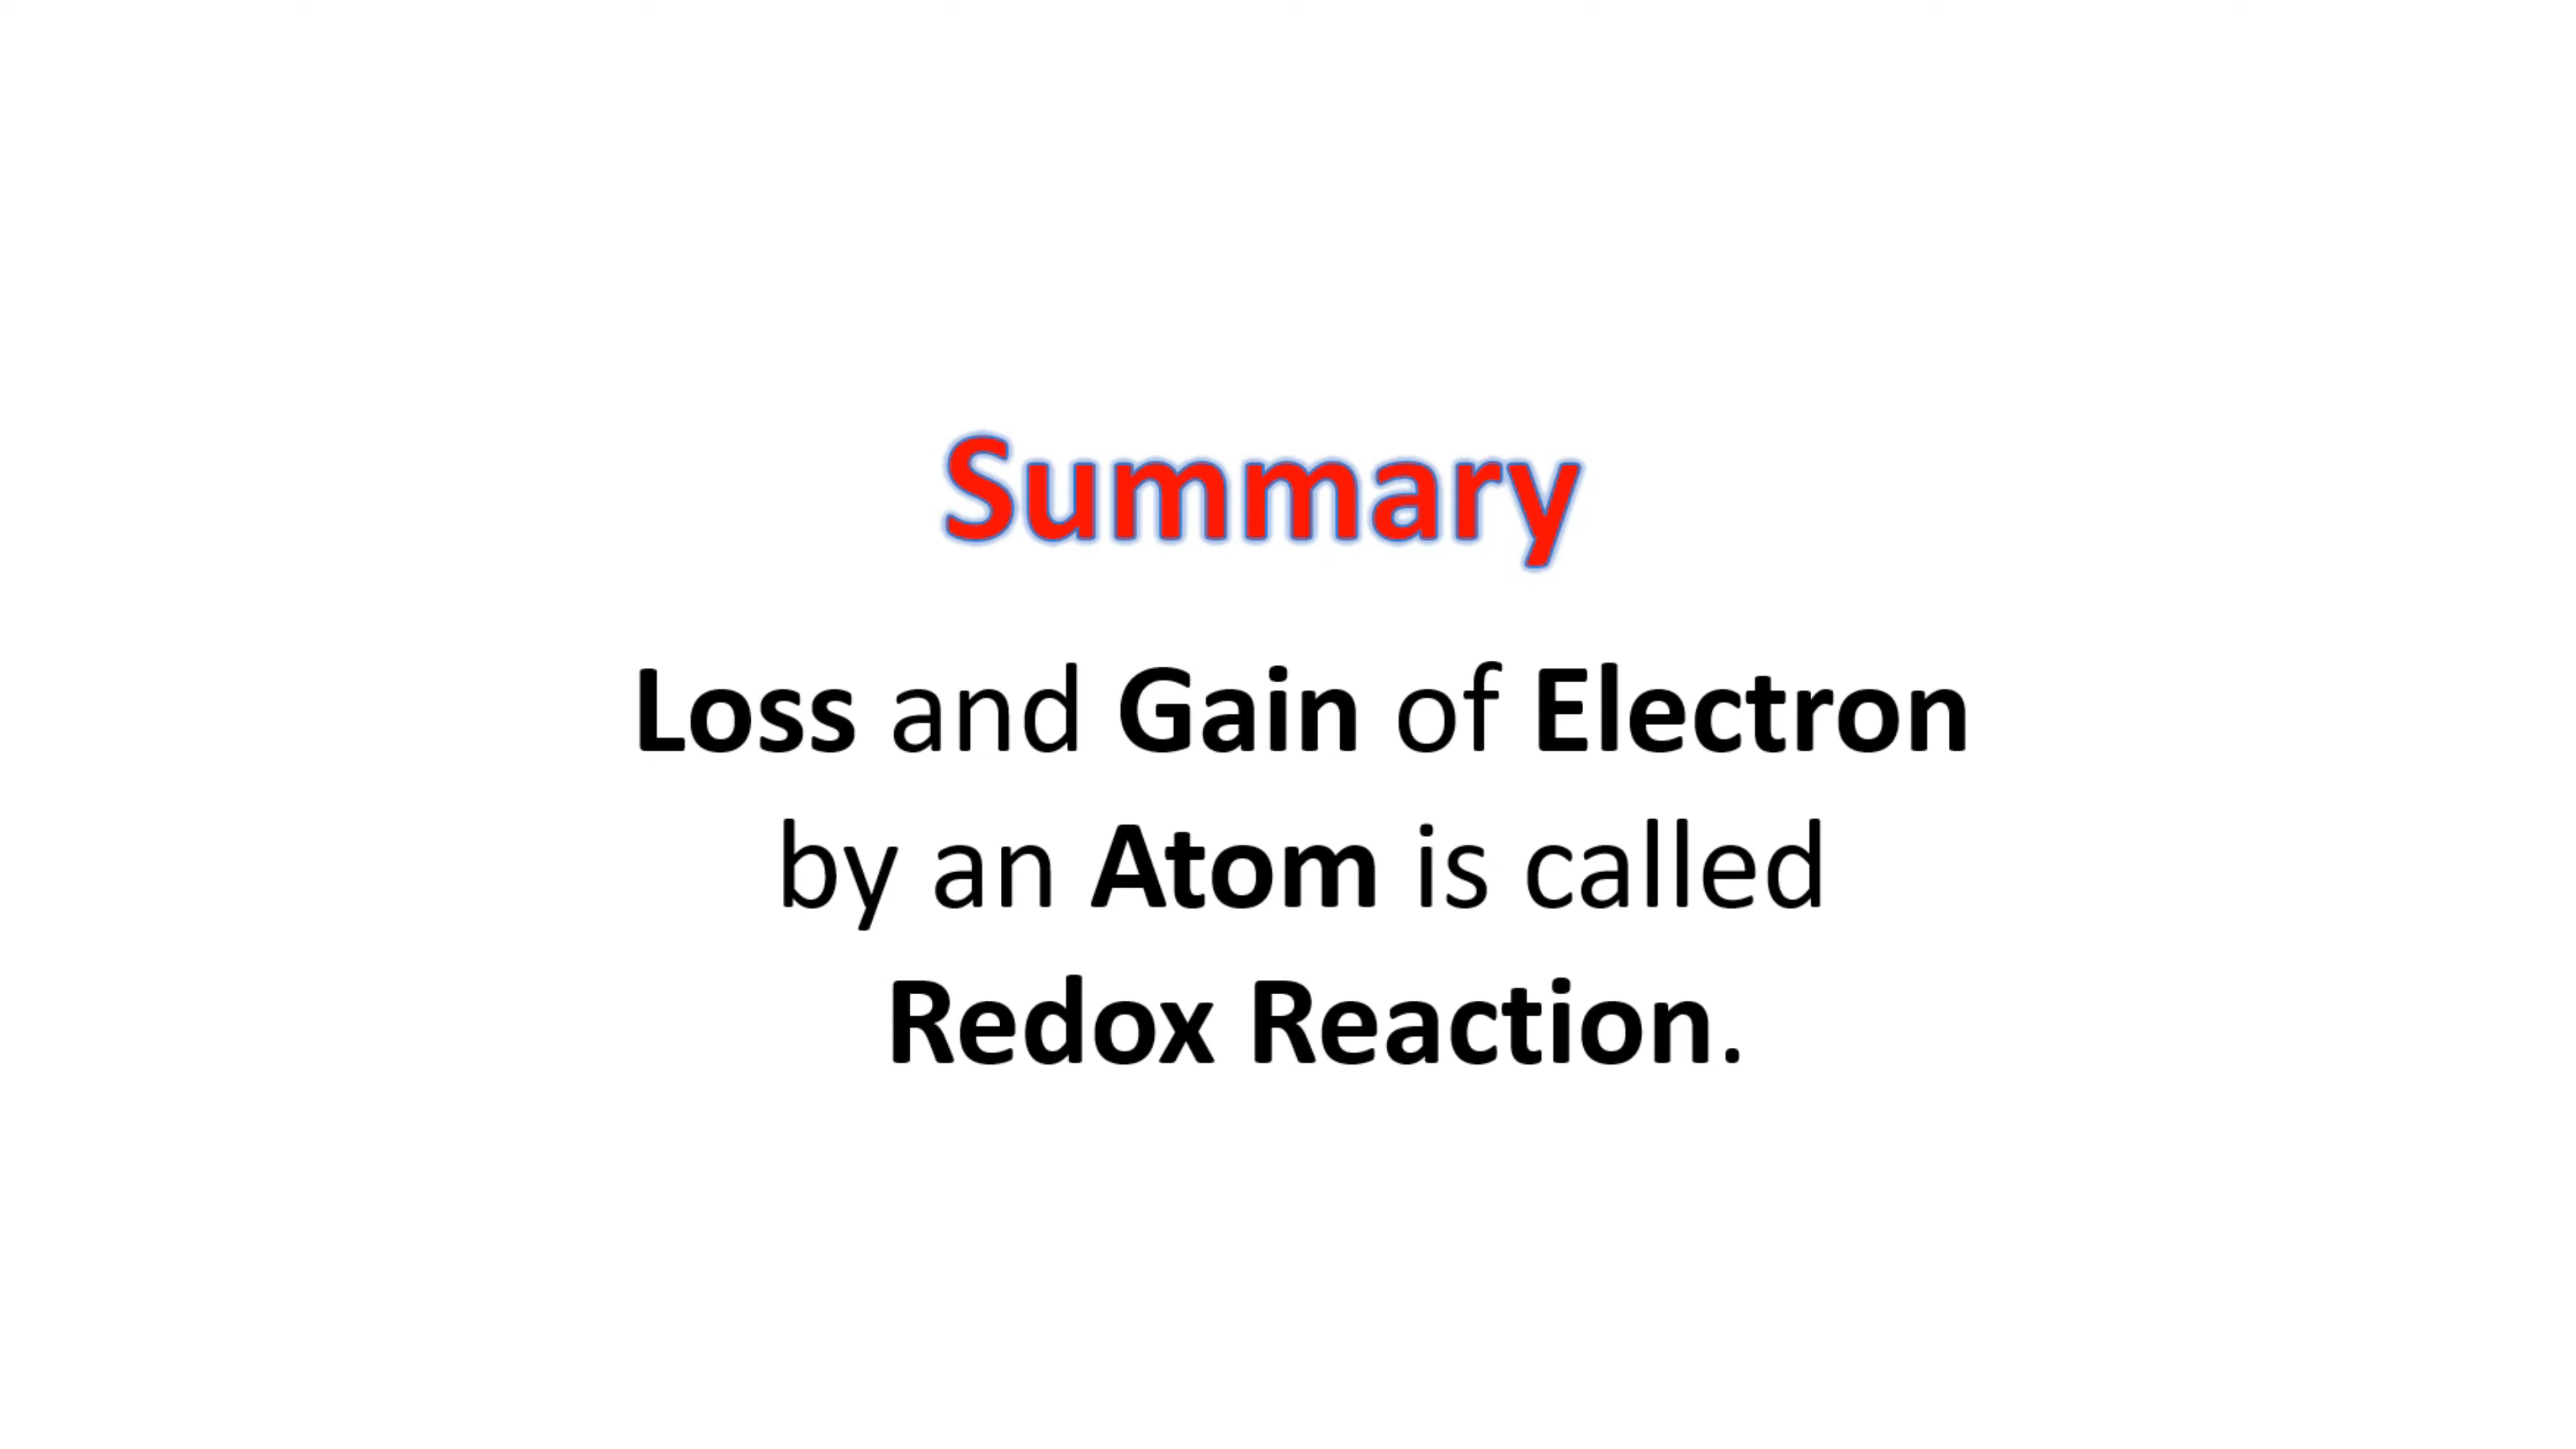 Summary
Loss and Gain of Electron
by an Atom is called
Redox Reaction.